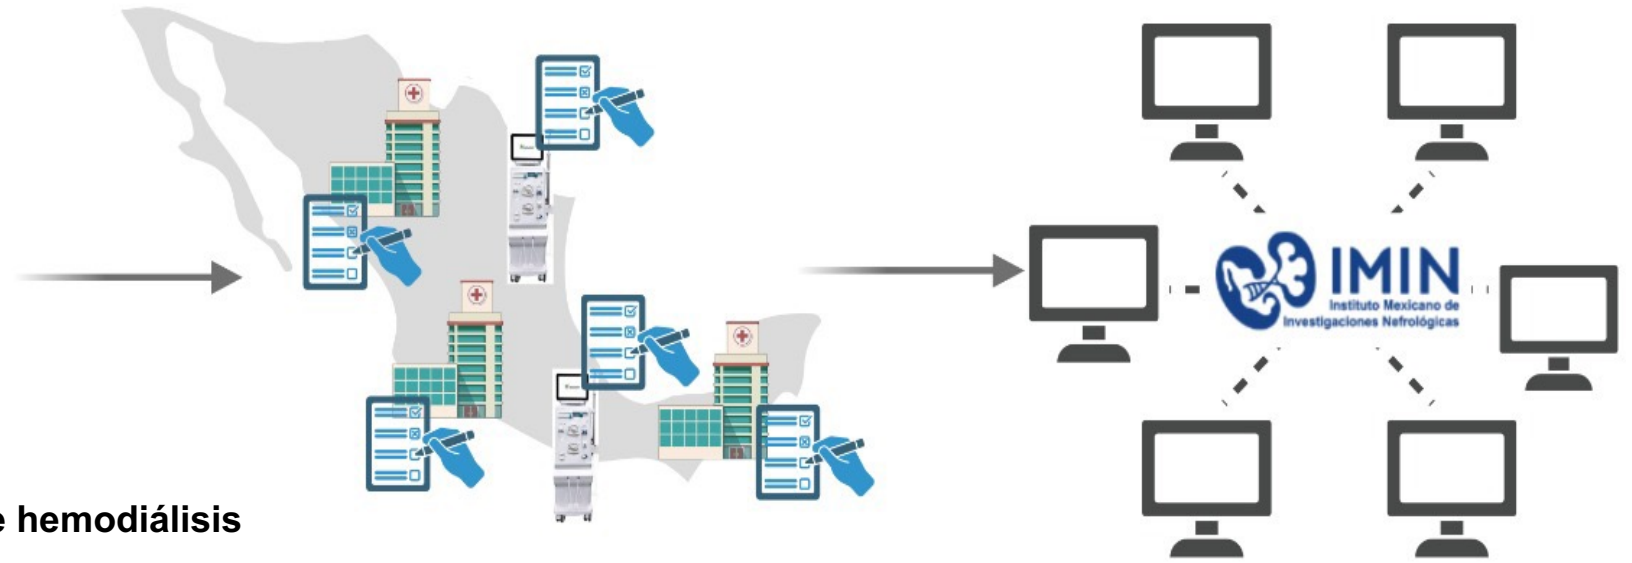 IMIN
Instituto Mexicano de
Investigaciones Nefrológicas
e hemodiálisis